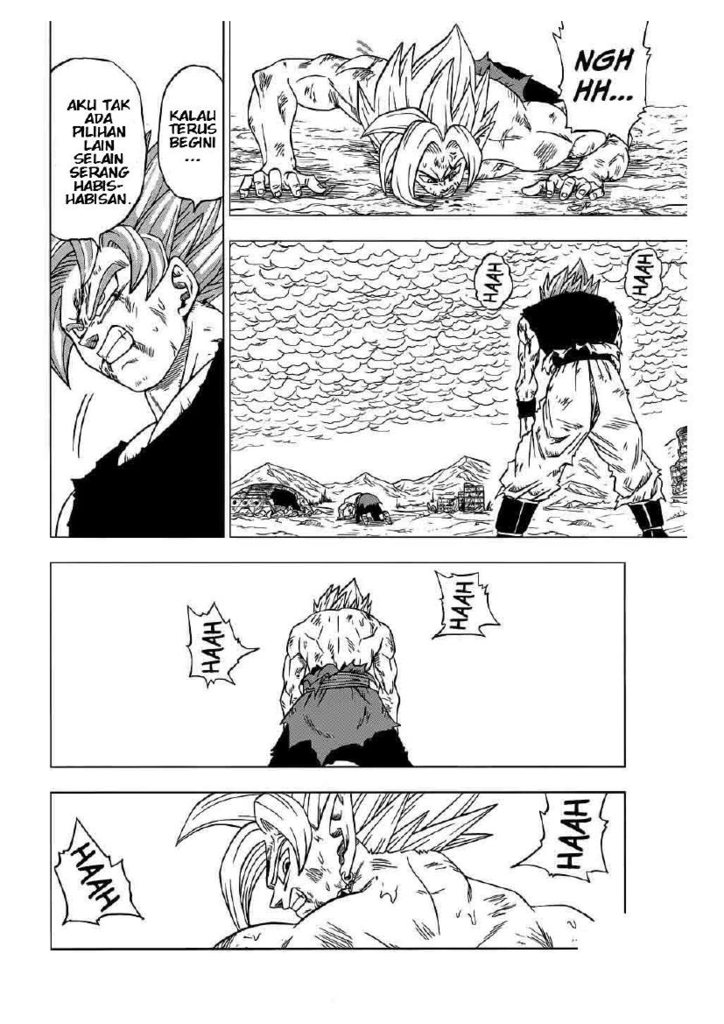 NGH
HH...
HAAH
HAAH
KALAU
TERUS
BEGINI
...
AKU TAK
ADA
PILIHAN
LAIN
SELAIN
SERANG
HABIS-
HABISAN.
HAAH
HAAH
HAAH
HAAH